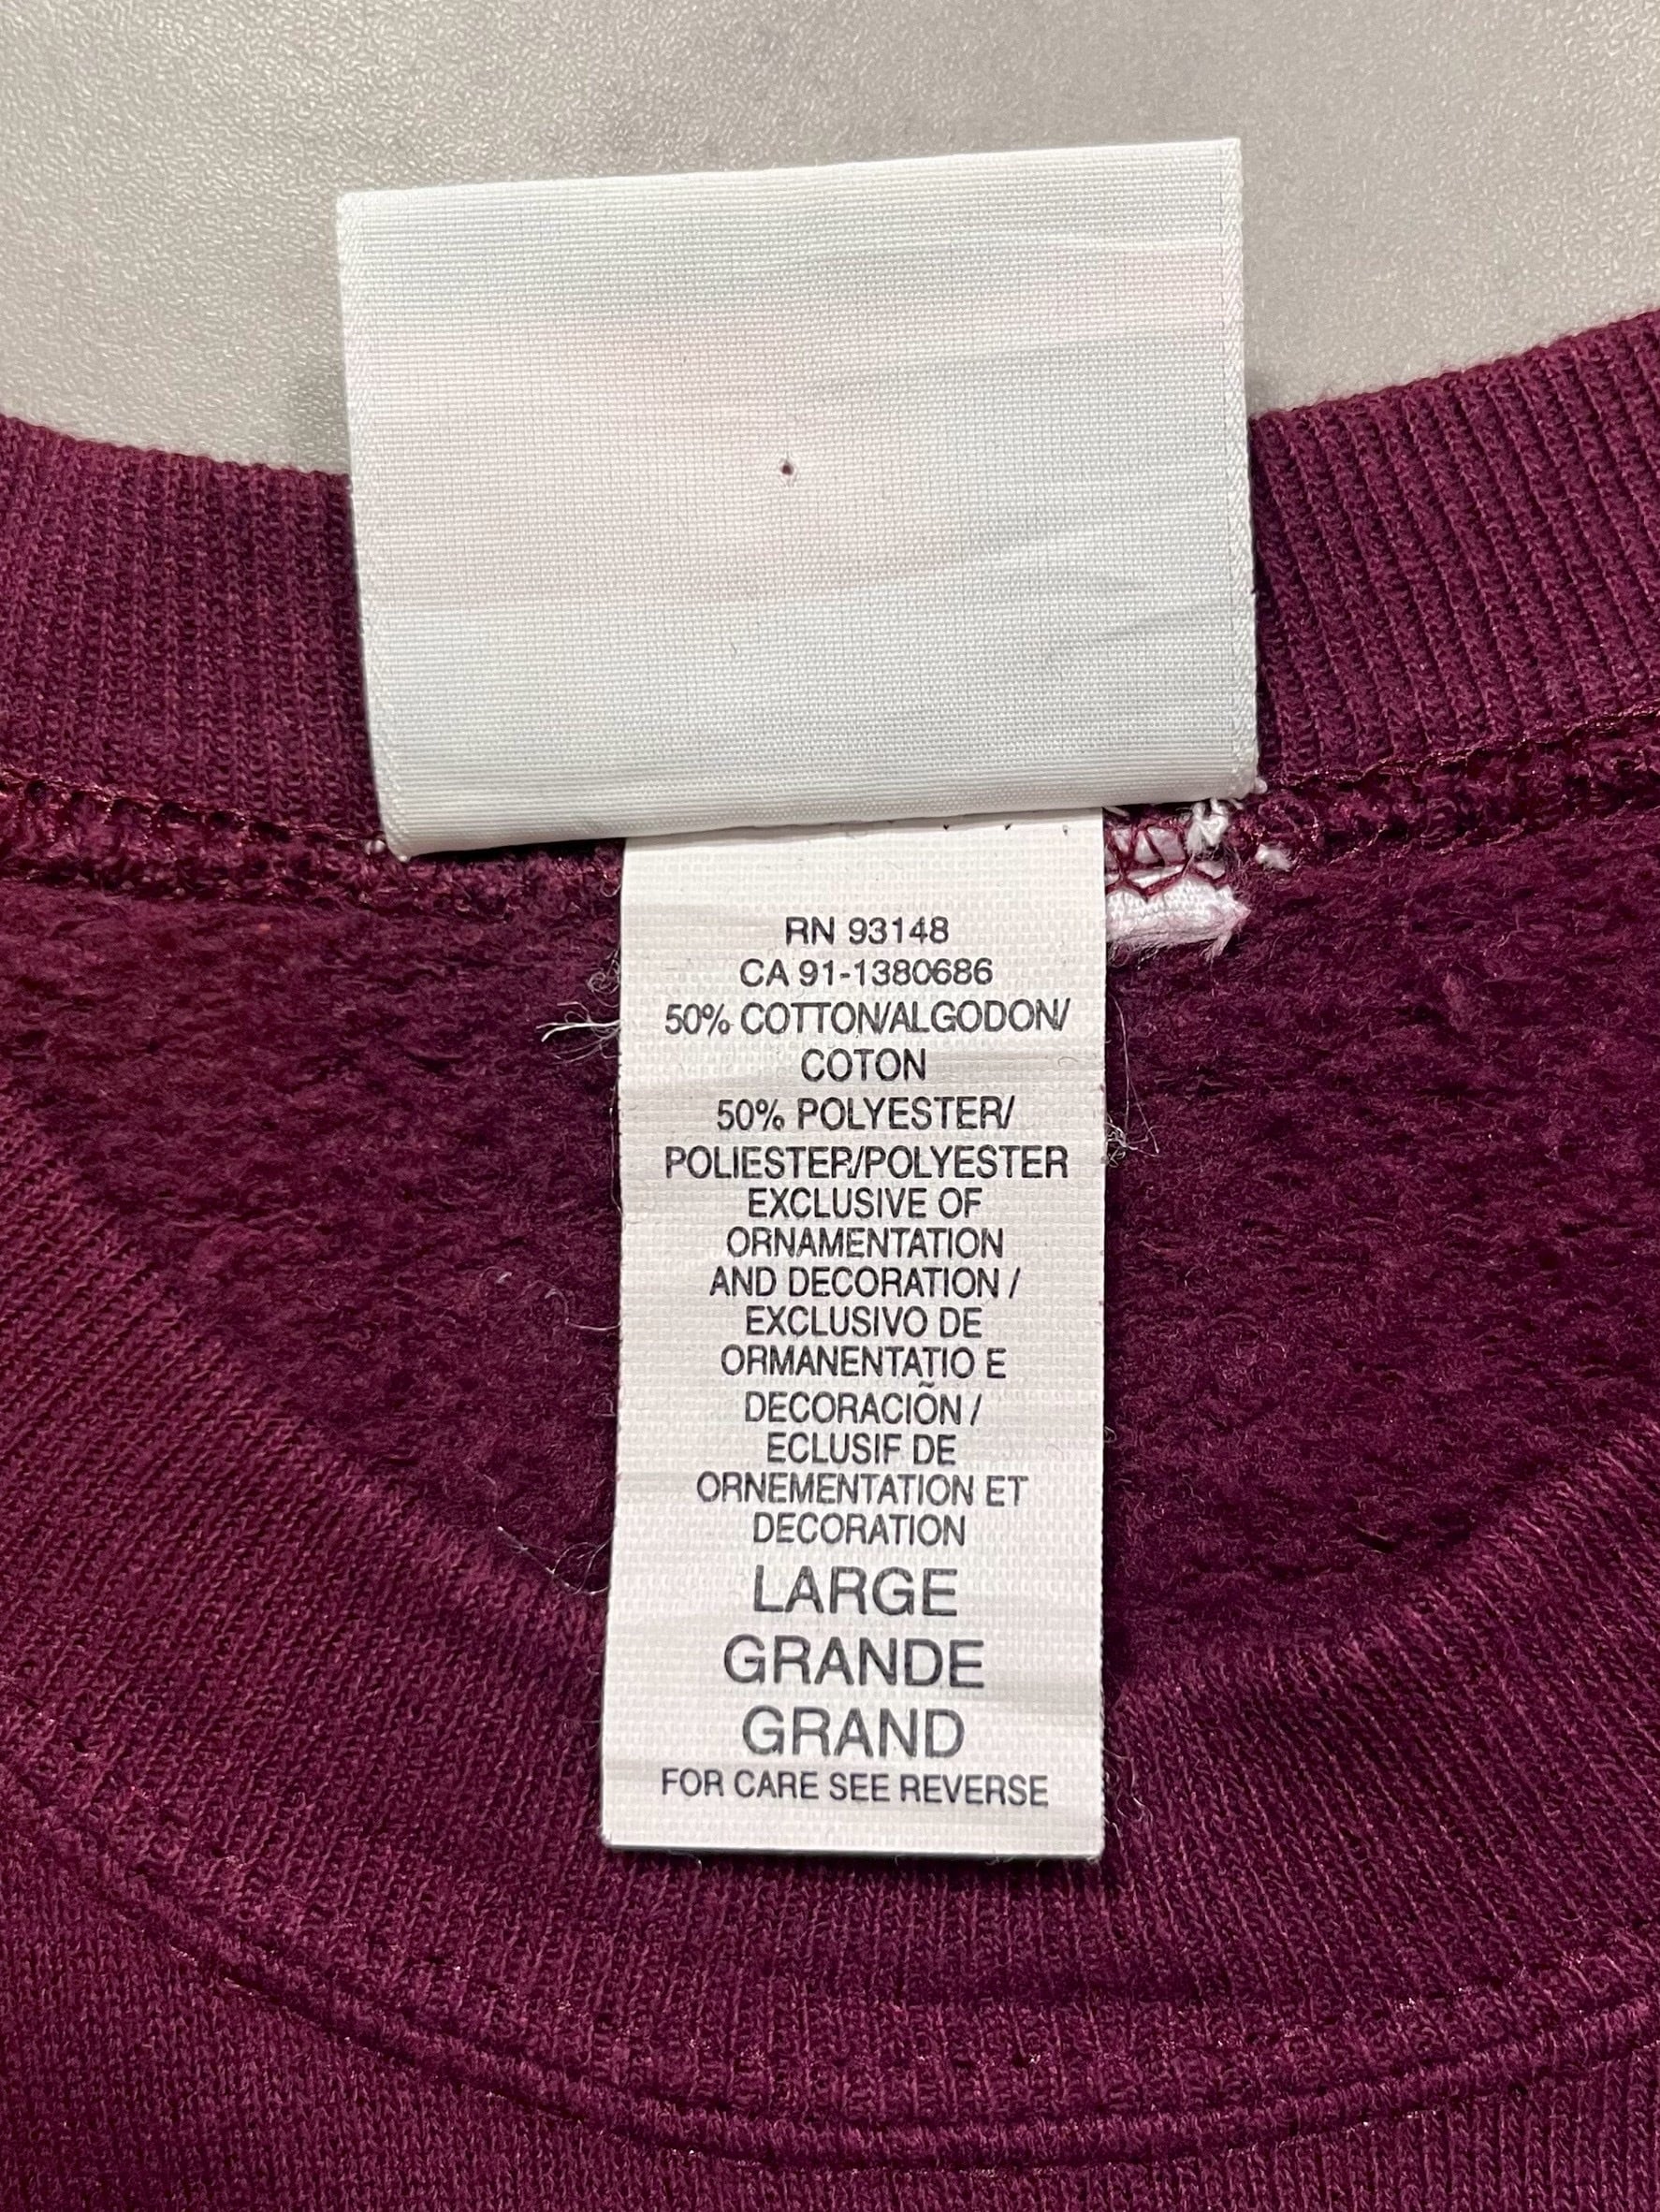 RN 93148
CA 91-1380686
50% COTTON/ALGODON/
COTON
50% POLYESTER/
POLIESTER/POLYESTER
EXCLUSIVE OF
ORNAMENTATION
AND DECORATION /
EXCLUSIVO DE
ORMANENTATIO E
DECORACIÕN /
ECLUSIF DE
ORNEMENTATION ET
DECORATION
LARGE
GRANDE
GRAND
FOR CARE SEE REVERSE